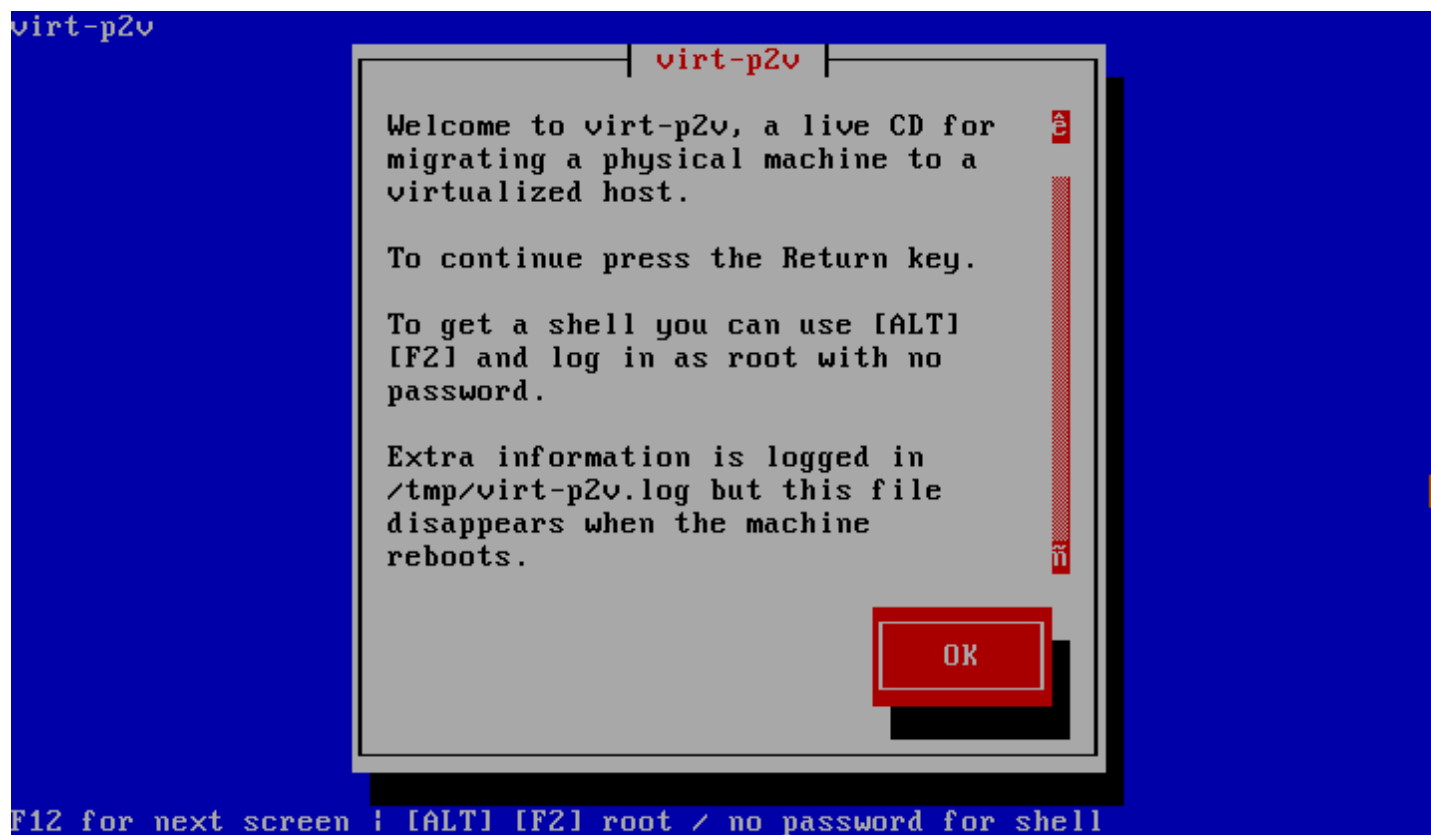 virt-p2v
virt-p2v
Welcome to virt-p2v, a live CD for
migrating a physical machine to a
virtualized host.
To continue press the Return key.
To get a shell you can use [ALT]
[F2] and log in as root with no
password.
Extra information is logged in
/tmp/virt-p2v.log but this file
disappears when the machine
reboots.
ê
ñ
OK
F12 for next screen ¦ [ALT] [F2] root / no password for shell